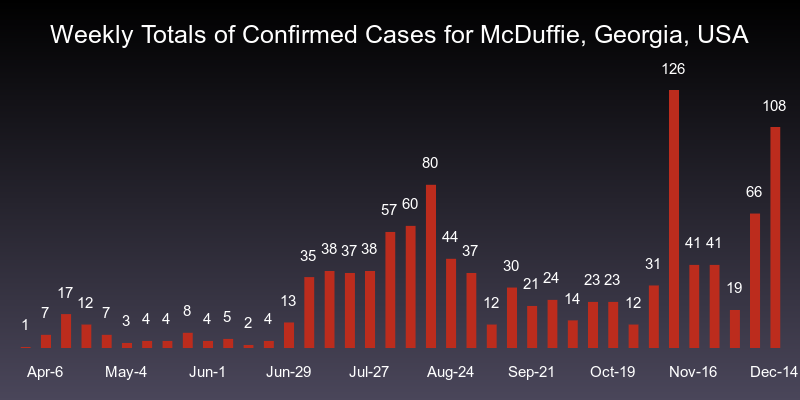 Weekly Totals of Confirmed Cases for McDuffie, Georgia, USA
1 7 17 12 7 3 4 4 8 4 5 2 4 13 35 38 37 38 57 60 80 44 37 12 30 21 24 14 23 23 12 31 126 41 41 19 66 108
Apr-6 May-4 Jun-1 Jun-29 Jul-27 Aug-24 Sep-21 Oct-19 Nov-16 Dec-14